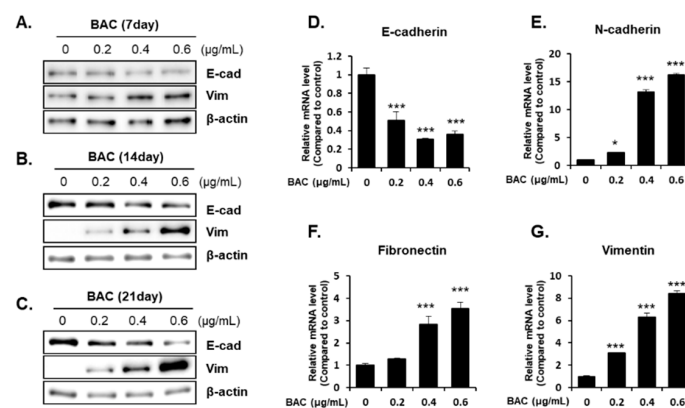 A.
BAC (7day)
0 0.2 0.4 0.6 (μg/mL)
E-cad
Vim
β-actin
B.
BAC (14day)
0 0.2 0.4 0.6 (μg/mL)
E-cad
Vim
β-actin
C.
BAC (21day)
0 0.2 0.4 0.6 (μg/mL)
E-cad
Vim
β-actin
D.
E-cadherin
Relative mRNA level
(Compared to control)
1.2
1
0.8
0.6
0.4
0.2
0
***
***
***
BAC (μg/mL) 0 0.2 0.4 0.6
E.
N-cadherin
Relative mRNA level
(Compared to control)
20
15
10
5
0
*
***
***
BAC (μg/mL) 0 0.2 0.4 0.6
F.
Fibronectin
Relative mRNA level
(Compared to control)
5
4
3
2
1
0
***
***
BAC (μg/mL) 0 0.2 0.4 0.6
G.
Vimentin
Relative mRNA level
(Compared to control)
10
8
6
4
2
0
***
***
***
BAC (μg/mL) 0 0.2 0.4 0.6